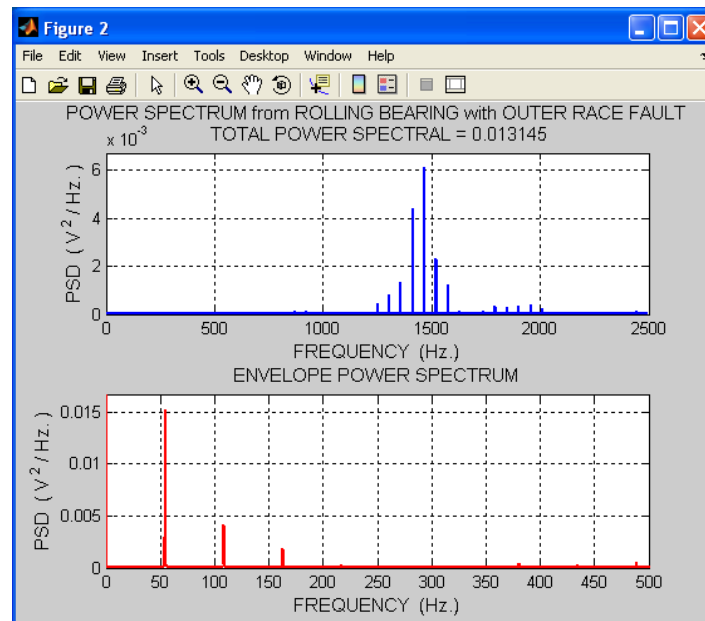 Figure 2
File Edit View Insert Tools Desktop Window Help
POWER SPECTRUM from ROLLING BEARING with OUTER RACE FAULT
x 10⁻³ TOTAL POWER SPECTRAL = 0.013145
6
4
2
0
PSD ( V² / Hz. )
0 500 1000 1500 2000 2500
FREQUENCY (Hz.)
ENVELOPE POWER SPECTRUM
0.015
0.01
0.005
0
PSD ( V² / Hz. )
0 50 100 150 200 250 300 350 400 450 500
FREQUENCY (Hz.)